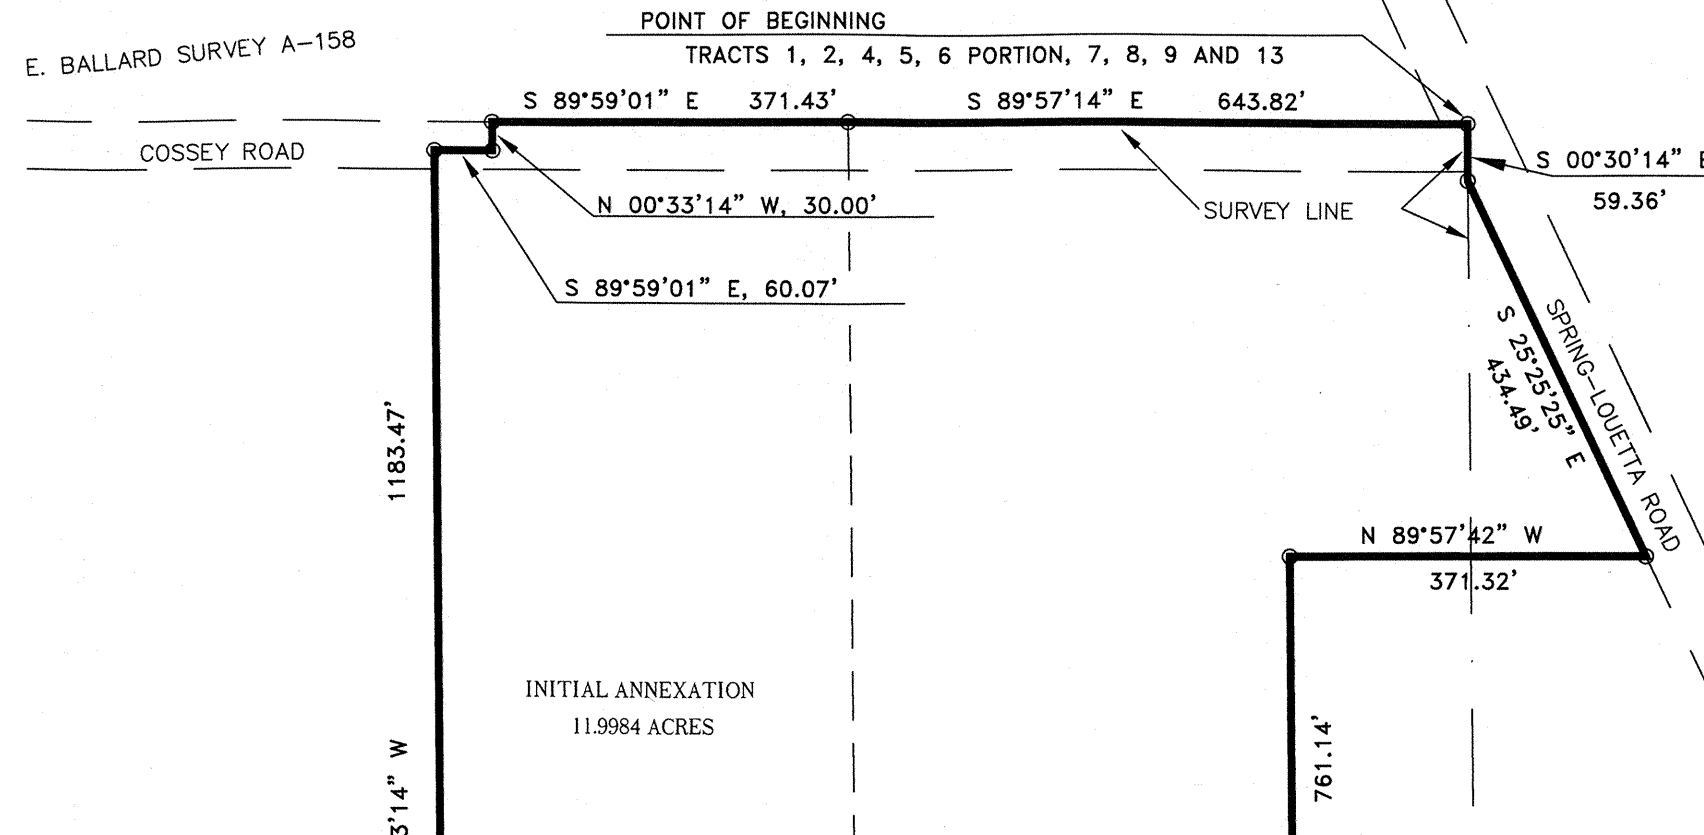 POINT OF BEGINNING
TRACTS 1, 2, 4, 5, 6 PORTION, 7, 8, 9 AND 13
E. BALLARD SURVEY A-158
S 89°59'01" E 371.43'
S 89°57'14" E 643.82'
COSSEY ROAD
S 00°30'14" E
59.36'
N 00°33'14" W, 30.00'
SURVEY LINE
S 89°59'01" E, 60.07'
SPRING-LOUETTA ROAD
S 25°25'25" E
434.49'
1183.47'
N 89°57'42" W
371.32'
INITIAL ANNEXATION
11.9984 ACRES
761.14'
3'14" W